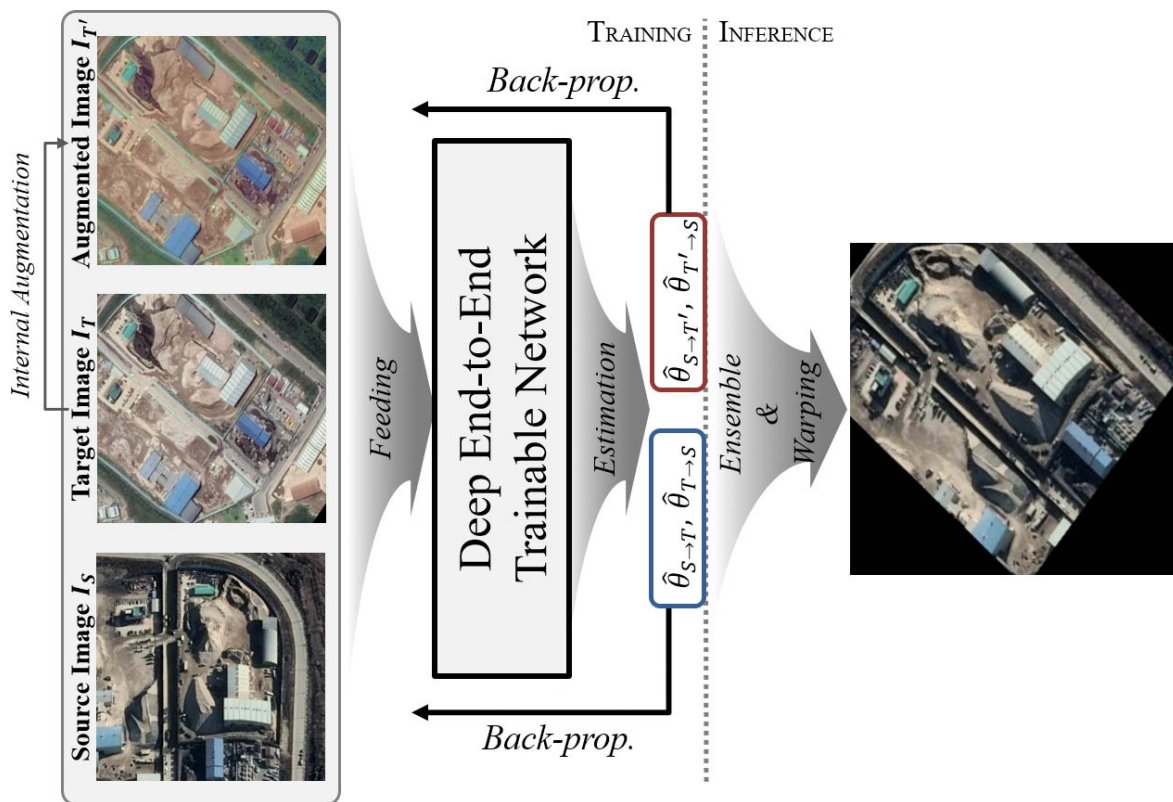 TRAINING
INFERENCE
Back-prop.
Internal Augmentation
Augmented Image I_T'
Target Image I_T
Source Image I_S
Feeding
Deep End-to-End
Trainable Network
Estimation
θ̂_S→T', θ̂_T'→S
θ̂_S→T, θ̂_T→S
Ensemble
&
Warping
Back-prop.